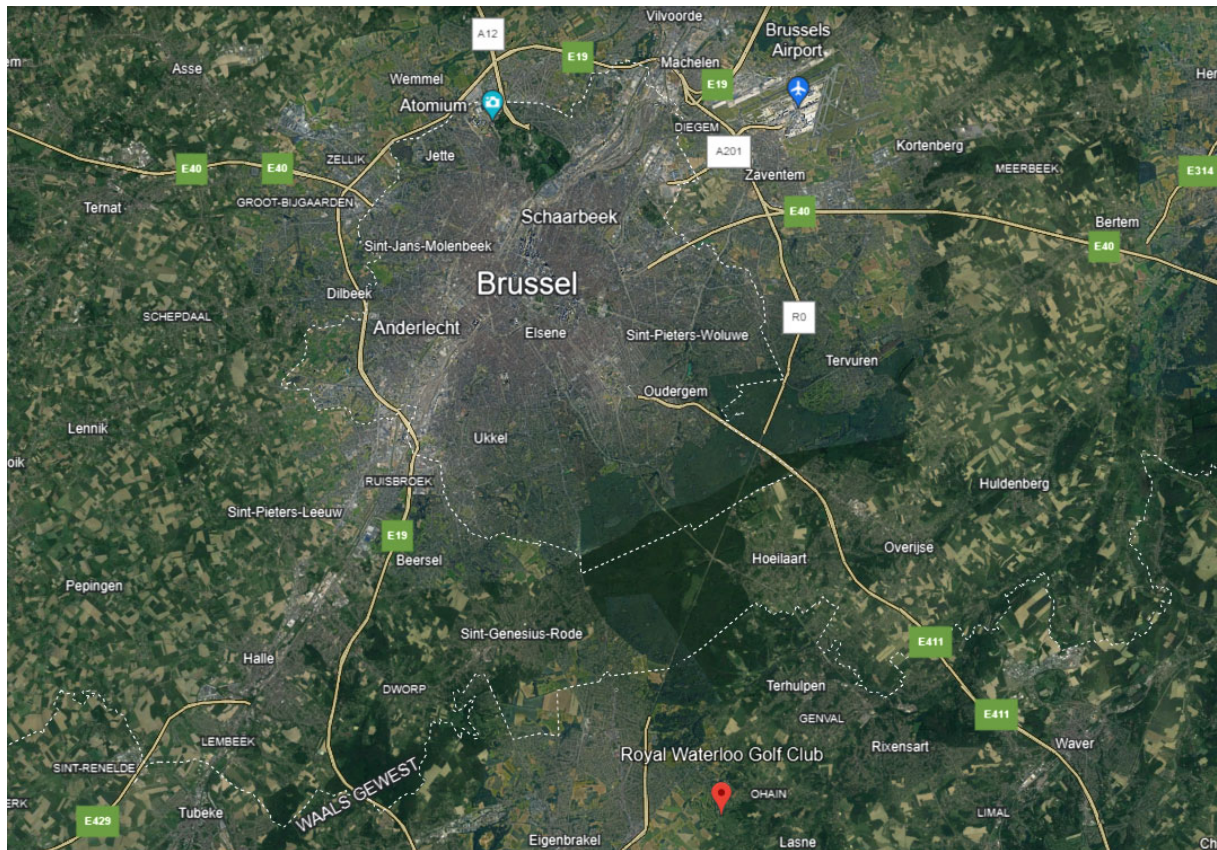 Vilvoorde
A12
Brussels
Airport
E19
Machelen
Asse
Wemmel
E19
Atomium
DIEGEM
A201
Kortenberg
ZELLIK
Jette
MEERBEEK
E40
E40
Zaventem
E314
Ternat
GROOT-BIJGAARDEN
Schaarbeek
E40
Bertem
Sint-Jans-Molenbeek
E40
Brussel
Dilbeek
SCHEPDAAL
Anderlecht
Elsene
Sint-Pieters-Woluwe
R0
Tervuren
Oudergem
Lennik
Ukkel
RUISBROEK
Huldenberg
Sint-Pieters-Leeuw
E19
Beersel
Hoeilaart
Overijse
Pepingen
Sint-Genesius-Rode
E411
Halle
DWORP
Terhulpen
E411
GENVAL
LEMBEEK
Rixensart
Waver
Royal Waterloo Golf Club
SINT-RENELDE
WAALS GEWEST
OHAIN
Tubeke
LIMAL
E429
Eigenbrakel
Lasne